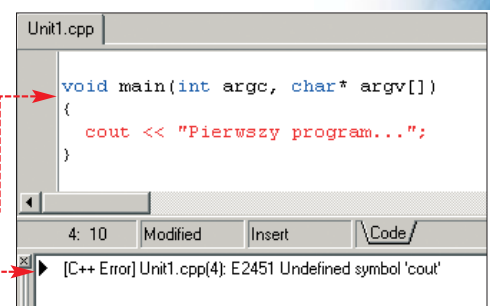 Unit1.cpp
void main(int argc, char* argv[])
{
cout << "Pierwszy program...";
}
4: 10 Modified Insert \Code/
[C++ Error] Unit1.cpp(4): E2451 Undefined symbol 'cout'